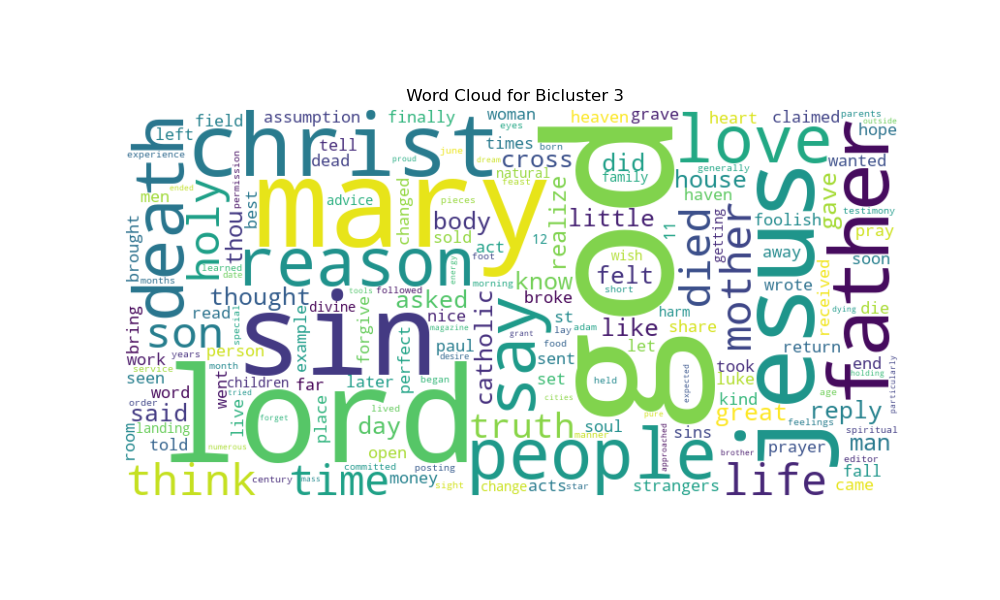 Word Cloud for Bicluster 3
field assumption finally woman heaven grave claimed parents
left christ times eyes born god love heart outside hope
experience death tell dead proud june dream cross did family natural feast house generally wanted
men holy thou permission best mary advice changed pieces body realize little haven mother foolish gave father testimony
brought reason sold act 12 wish felt 11 died getting away pray
months learned date foot energy morning know short jesus wrote received soon
son thought divine tools followed asked catholic say broke harm dying die
bring read special sin example forgive nice magazine st lay adam like share return
work person perfect paul desire grant food sent let took luke end holding particularly
years service month children far later began set held expected kind age
seen tried went word order lord forget place lived cities pure great feelings reply
said landing live day truth soul manner sins approached prayer spiritual man
room told numerous open people brother editor
committed posting
think century mass time money sight change acts star strangers life came fall